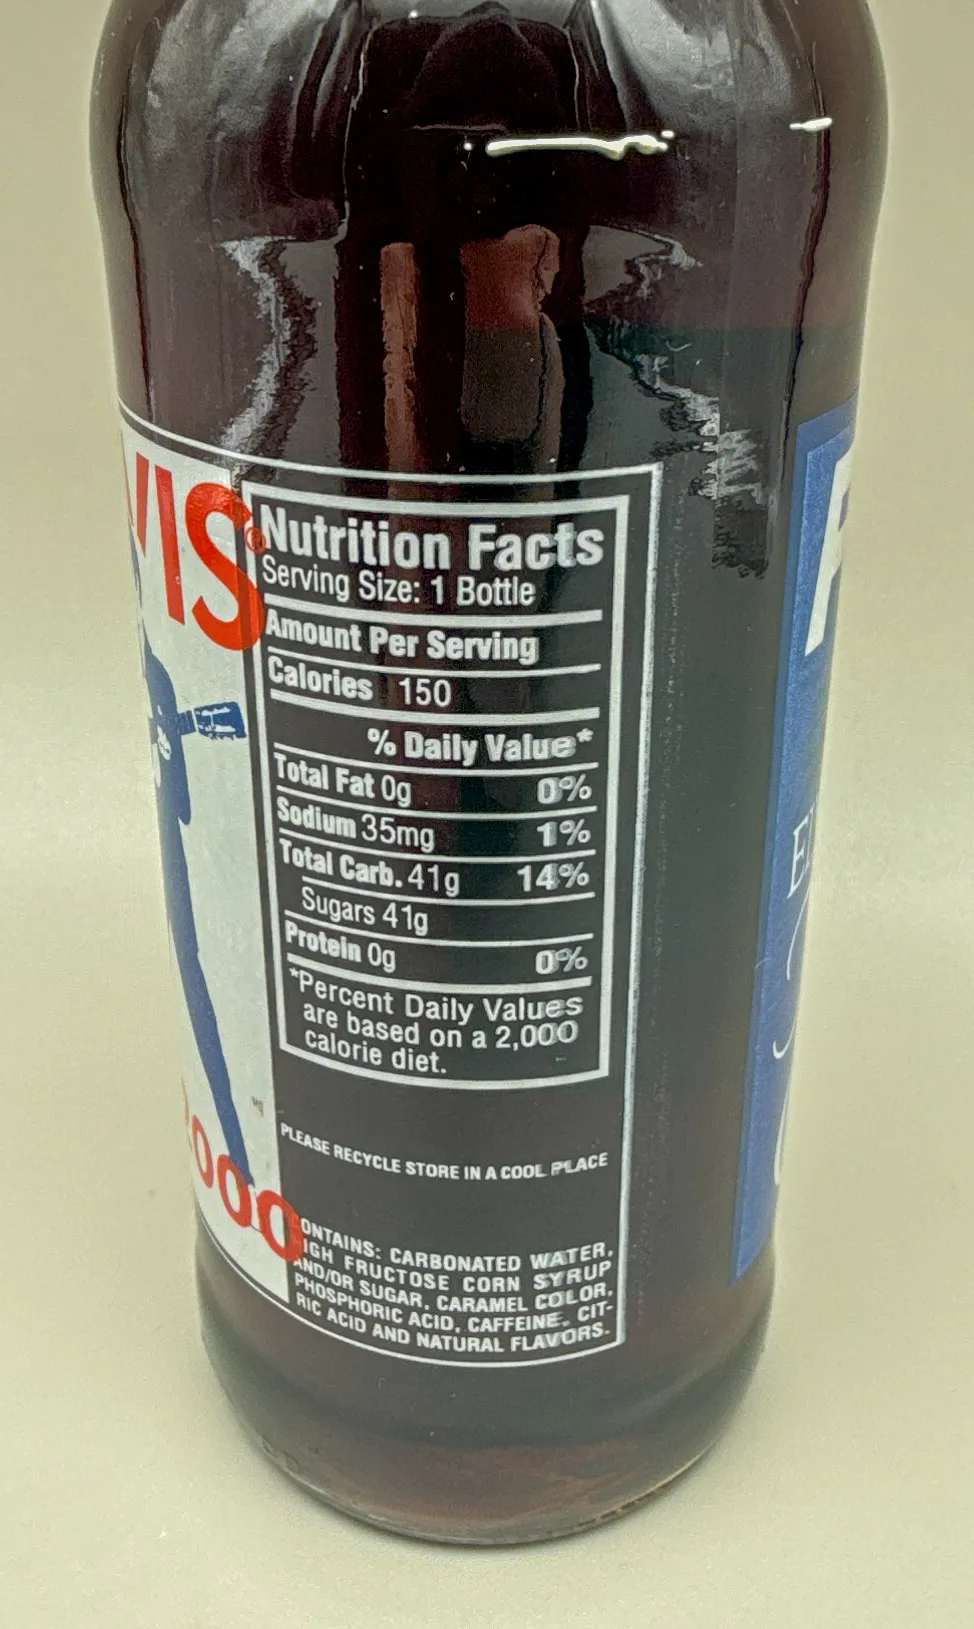 VIS®
Nutrition Facts
Serving Size: 1 Bottle
Amount Per Serving
Calories 150
% Daily Value*
Total Fat 0g 0%
Sodium 35mg 1%
Total Carb. 41g 14%
Sugars 41g
Protein 0g 0%
*Percent Daily Values
are based on a 2,000
calorie diet.
PLEASE RECYCLE STORE IN A COOL PLACE
2000
CONTAINS: CARBONATED WATER,
HIGH FRUCTOSE CORN SYRUP
AND/OR SUGAR, CARAMEL COLOR,
PHOSPHORIC ACID, CAFFEINE, CIT-
RIC ACID AND NATURAL FLAVORS.